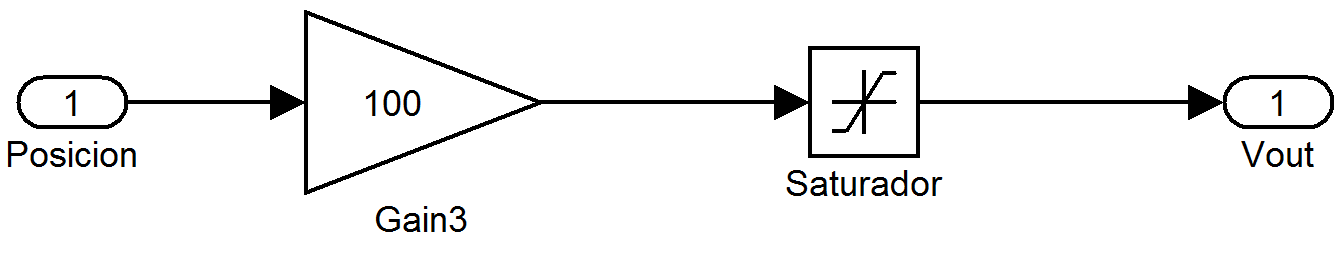 1
Posicion
100
Gain3
Saturador
1
Vout